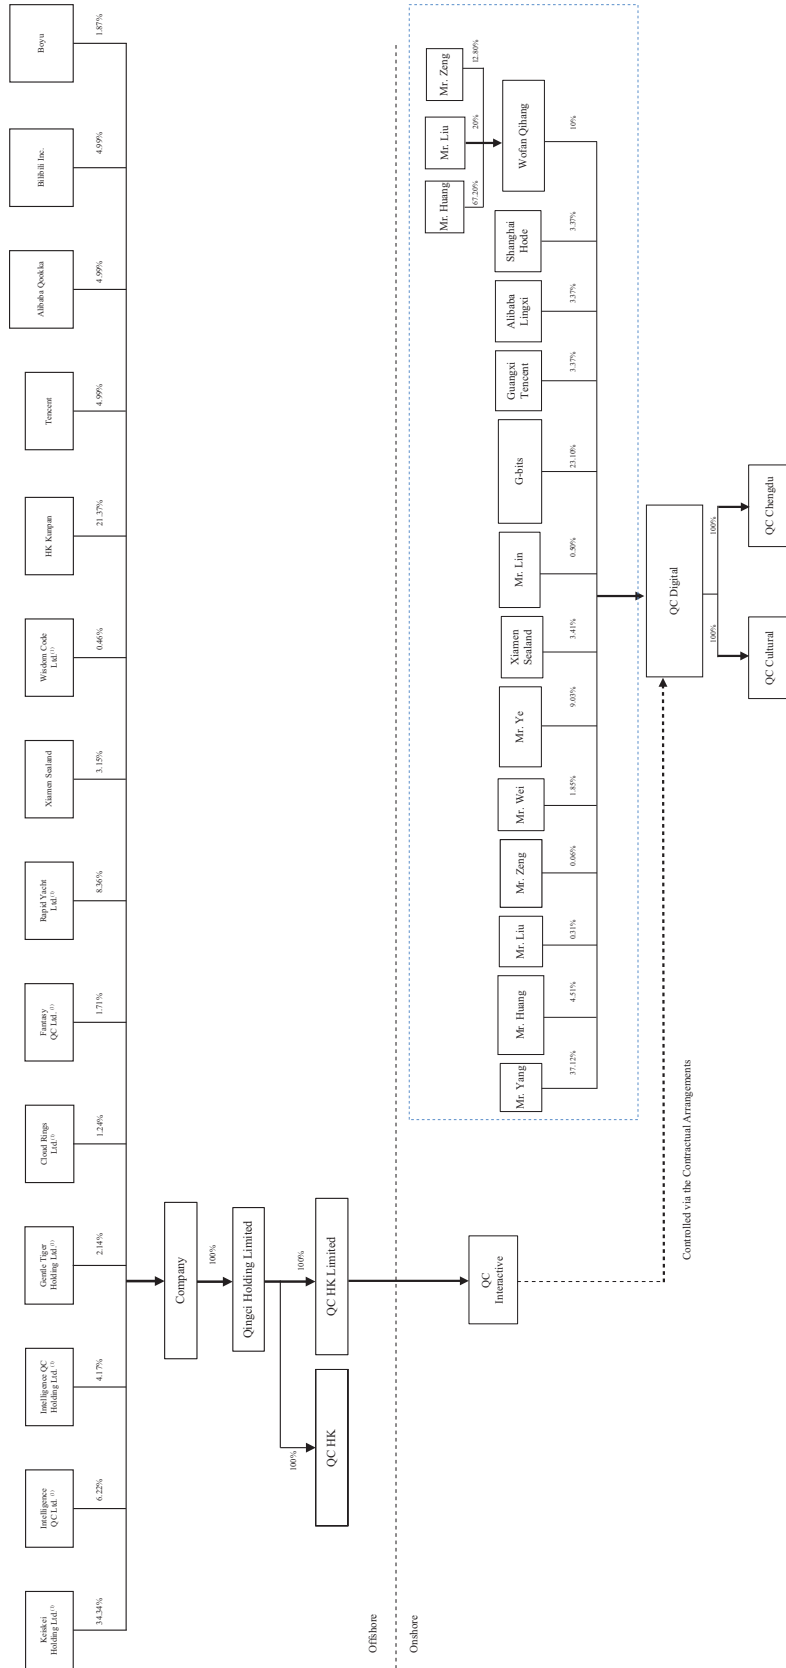 Keiskei
Holding Ltd.(1)
34.34%
Intelligence
QC Ltd. (1)
6.22%
Intelligence QC
Holding Ltd. (1)
4.17%
Gentle Tiger
Holding Ltd.(1)
2.14%
Cloud Rings
Ltd.(1)
1.24%
Fantasy
QC Ltd. (1)
1.71%
Rapid Yacht
Ltd.(1)
8.36%
Xiamen Sealand
3.15%
Wisdom Code
Ltd.(1)
0.46%
HK Kunpan
21.37%
Tencent
4.99%
Alibaba Qookka
4.99%
Bilibili Inc.
4.99%
Boyu
1.87%
Company
100%
Qingci Holding Limited
100%
100%
QC HK
QC HK Limited
Offshore
Onshore
Mr. Huang
67.20%
Mr. Liu
20%
Mr. Zeng
12.80%
Mr. Yang
37.12%
Mr. Huang
4.51%
Mr. Liu
0.31%
Mr. Zeng
0.06%
Mr. Wei
1.85%
Mr. Ye
9.03%
Xiamen
Sealand
3.41%
Mr. Lin
0.50%
G-bits
23.10%
Guangxi
Tencent
3.37%
Alibaba
Lingxi
3.37%
Shanghai
Hode
3.37%
Wofan Qihang
10%
QC
Interactive
Controlled via the Contractual Arrangements
QC Digital
100%
100%
QC Cultural
QC Chengdu